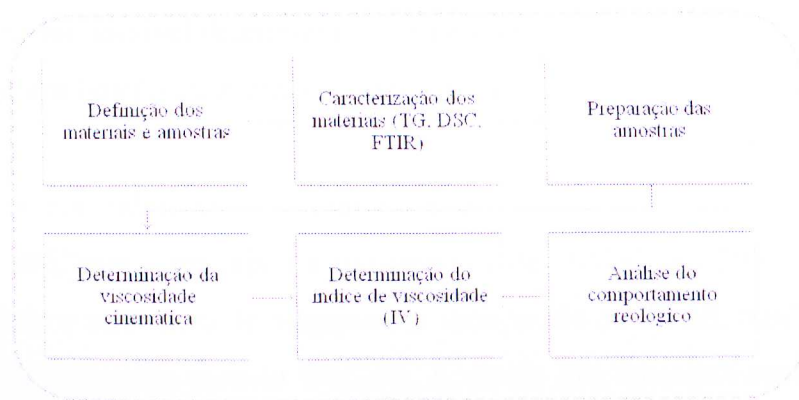 Definição dos
materiais e amostras
Caracterização dos
materiais (TG, DSC,
FTIR)
Preparação das
amostras
Determinação da
viscosidade
cinemática
Determinação do
índice de viscosidade
(IV)
Análise do
comportamento
reológico